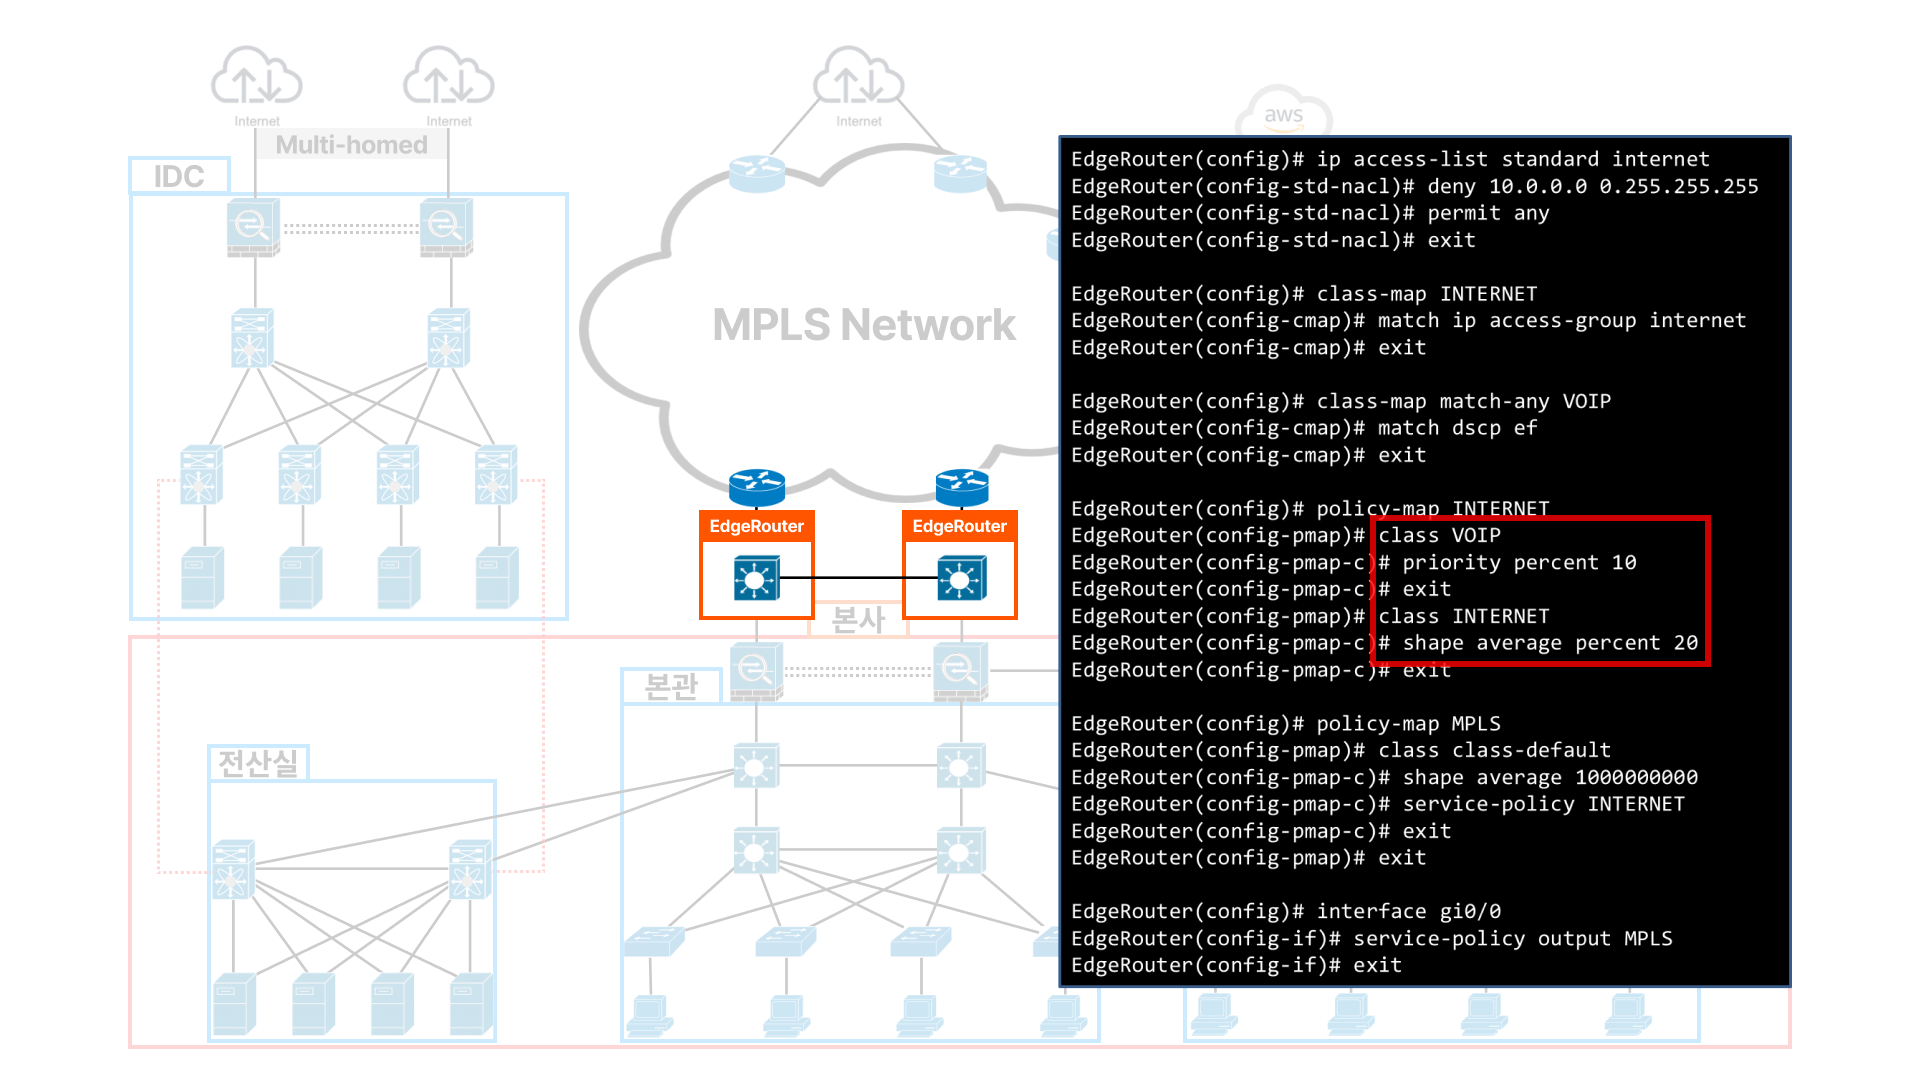 Internet
Internet
Internet
aws
Multi-homed
IDC
MPLS Network
EdgeRouter
EdgeRouter
본사
본관
전산실
EdgeRouter(config)# ip access-list standard internet
EdgeRouter(config-std-nacl)# deny 10.0.0.0 0.255.255.255
EdgeRouter(config-std-nacl)# permit any
EdgeRouter(config-std-nacl)# exit
EdgeRouter(config)# class-map INTERNET
EdgeRouter(config-cmap)# match ip access-group internet
EdgeRouter(config-cmap)# exit
EdgeRouter(config)# class-map match-any VOIP
EdgeRouter(config-cmap)# match dscp ef
EdgeRouter(config-cmap)# exit
EdgeRouter(config)# policy-map INTERNET
EdgeRouter(config-pmap)# class VOIP
EdgeRouter(config-pmap-c)# priority percent 10
EdgeRouter(config-pmap-c)# exit
EdgeRouter(config-pmap)# class INTERNET
EdgeRouter(config-pmap-c)# shape average percent 20
EdgeRouter(config-pmap-c)# exit
EdgeRouter(config)# policy-map MPLS
EdgeRouter(config-pmap)# class class-default
EdgeRouter(config-pmap-c)# shape average 1000000000
EdgeRouter(config-pmap-c)# service-policy INTERNET
EdgeRouter(config-pmap-c)# exit
EdgeRouter(config-pmap)# exit
EdgeRouter(config)# interface gi0/0
EdgeRouter(config-if)# service-policy output MPLS
EdgeRouter(config-if)# exit